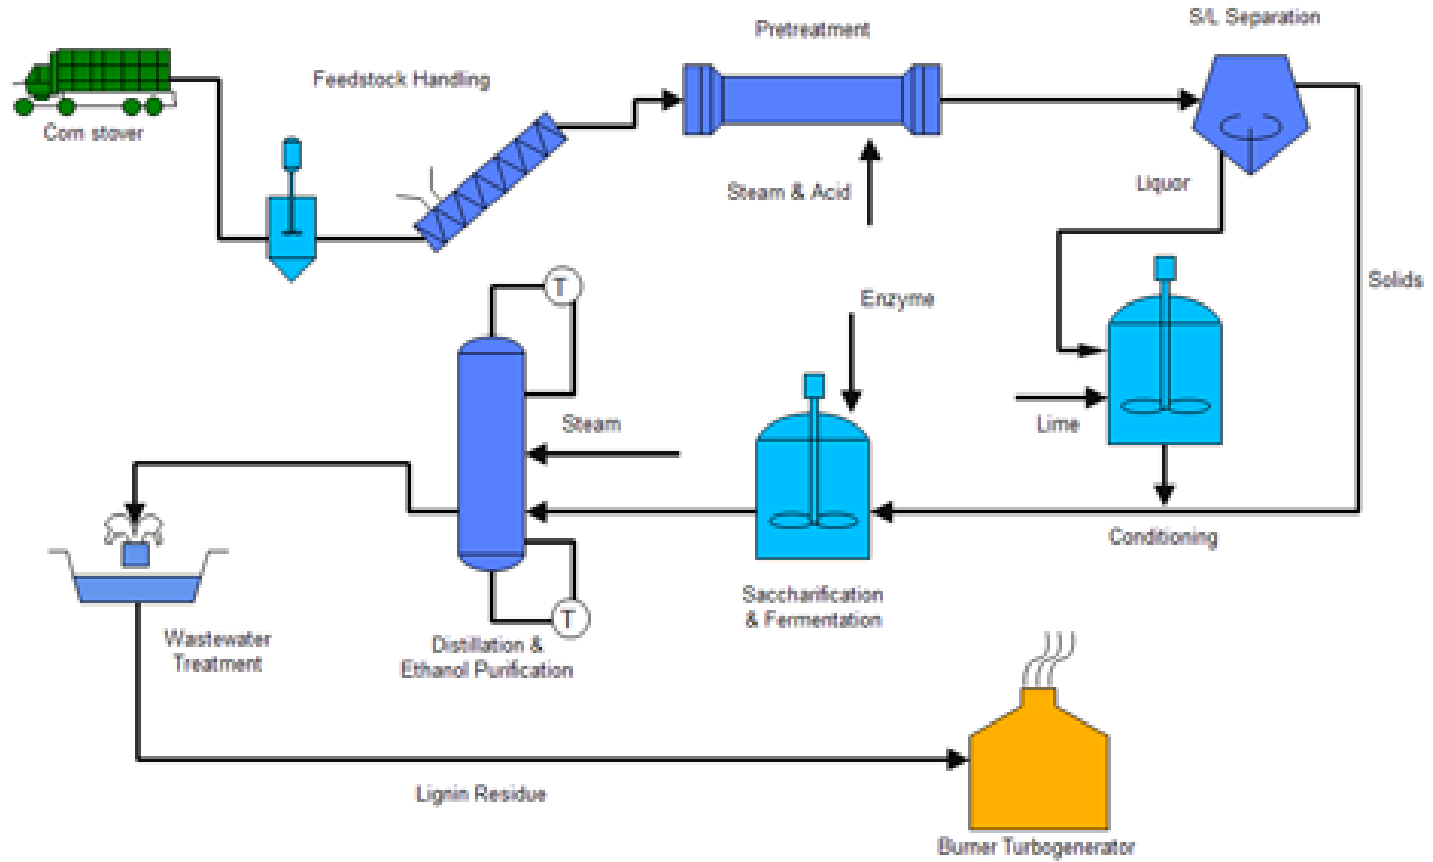 Pretreatment
S/L Separation
Feedstock Handling
Corn stover
Steam & Acid
Liquor
Solids
Enzyme
T
Steam
Lime
Conditioning
Saccharification
& Fermentation
T
Wastewater
Treatment
Distillation &
Ethanol Purification
Lignin Residue
Burner Turbogenerator